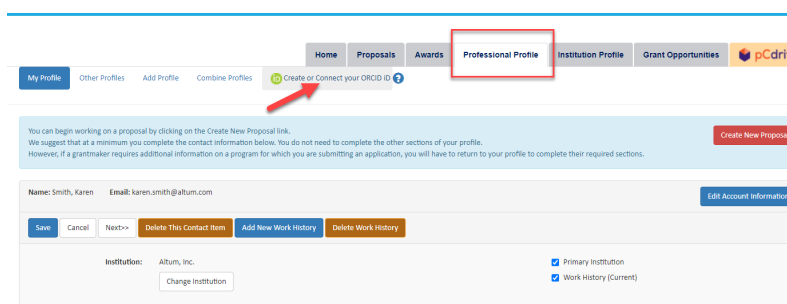 Home Proposals Awards Professional Profile Institution Profile Grant Opportunities pCdri
My Profile Other Profiles Add Profile Combine Profiles iD Create or Connect your ORCID iD ?
You can begin working on a proposal by clicking on the Create New Proposal link.
We suggest that at a minimum you complete the contact information below. You do not need to complete the other sections of your profile.
However, if a grantmaker requires additional information on a program for which you are submitting an application, you will have to return to your profile to complete their required sections.
Create New Proposa
Name: Smith, Karen Email: karen.smith@altum.com
Edit Account Information
Save Cancel Next>> Delete This Contact Item Add New Work History Delete Work History
Institution: Altum, Inc. Primary Institution
Change Institution Work History (Current)